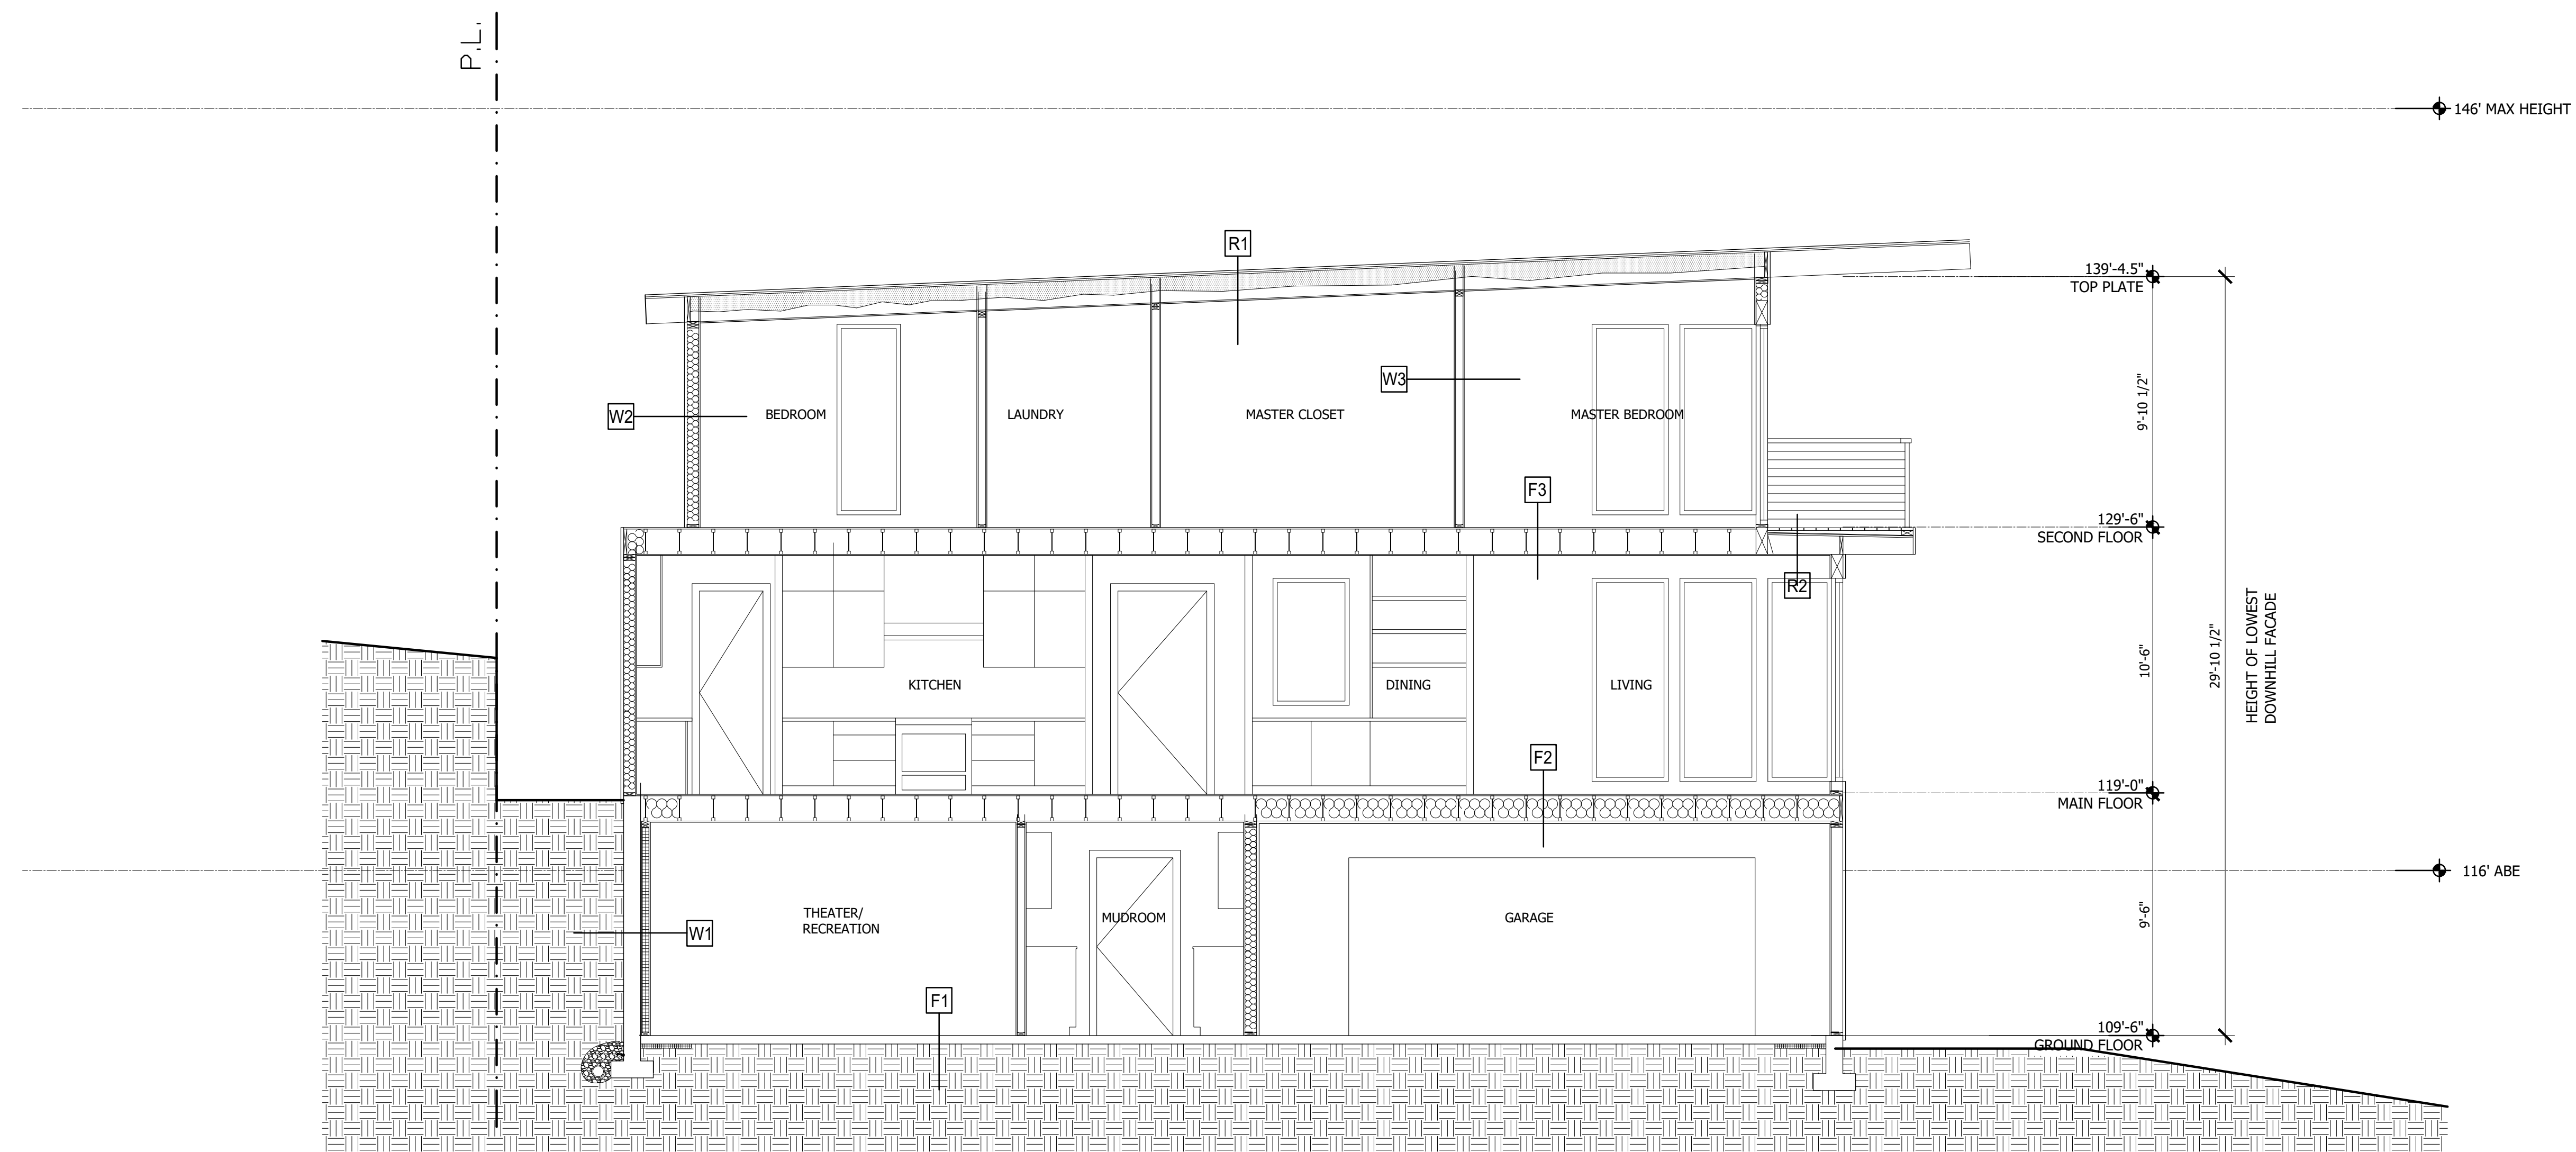 P.L.
146' MAX HEIGHT
R1
139'-4.5"
TOP PLATE
W3
9'-10 1/2"
W2
BEDROOM
LAUNDRY
MASTER CLOSET
MASTER BEDROOM
F3
129'-6"
SECOND FLOOR
R2
HEIGHT OF LOWEST
DOWNHILL FACADE
29'-10 1/2"
10'-6"
KITCHEN
DINING
LIVING
F2
119'-0"
MAIN FLOOR
116' ABE
THEATER/
RECREATION
MUDROOM
GARAGE
9'-6"
W1
F1
109'-6"
GROUND FLOOR